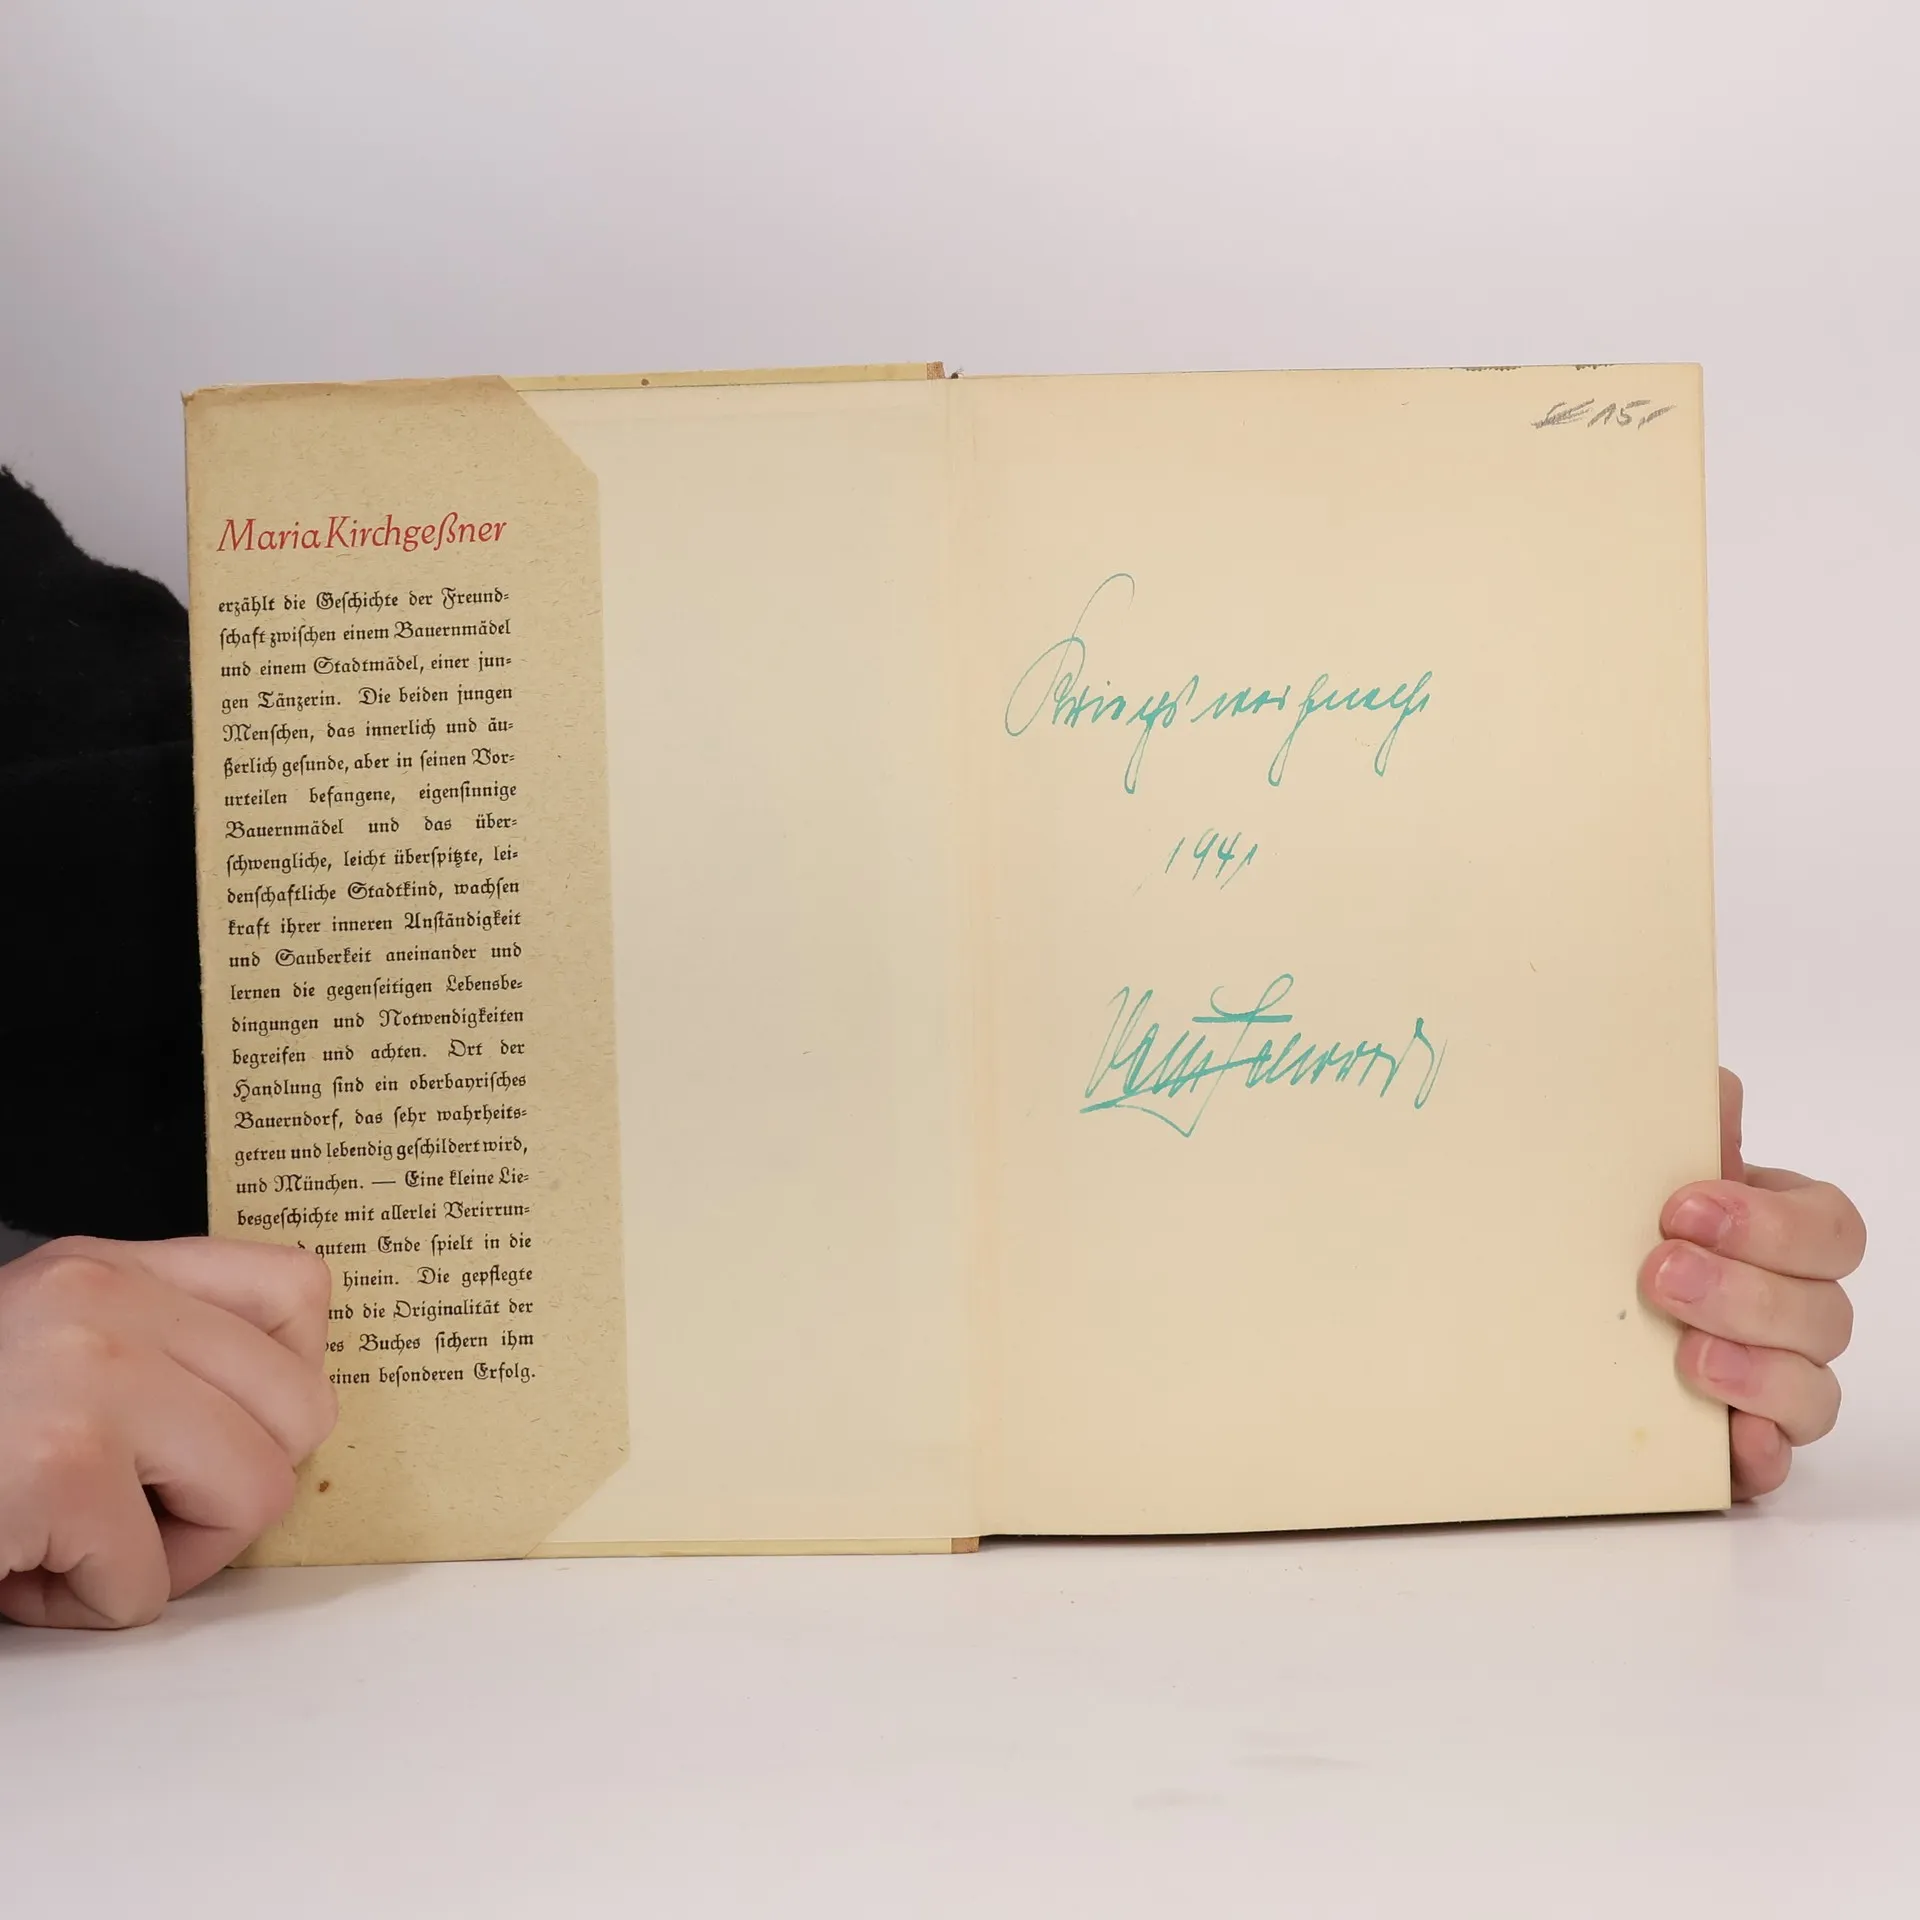 Maria Kirchgeßner
erzählt die Geschichte der Freund-
schaft zwischen einem Bauernmädel
und einem Stadtmädel, einer jun-
gen Tänzerin. Die beiden jungen
Menschen, das innerlich und äu-
ßerlich gesunde, aber in seinen Vor-
urteilen befangene, eigensinnige
Bauernmädel und das über-
schwengliche, leicht überspitzte, lei-
denschaftliche Stadtkind, wachsen
kraft ihrer inneren Anständigkeit
und Sauberkeit aneinander und
lernen die gegenseitigen Lebensbe-
dingungen und Notwendigkeiten
begreifen und achten. Ort der
Handlung sind ein oberbayrisches
Bauerndorf, das sehr wahrheits-
getreu und lebendig geschildert wird,
und München. — Eine kleine Lie-
besgeschichte mit allerlei Verirrun-
gutem Ende spielt in die
hinein. Die gepflegte
und die Originalität der
Buches sichern ihm
einen besonderen Erfolg.
15,-
1941